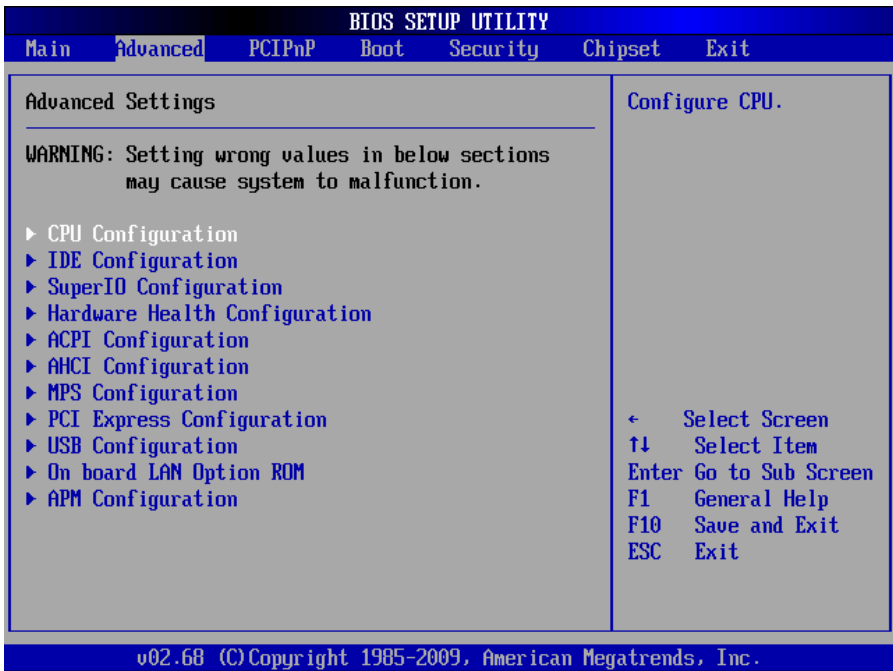 BIOS SETUP UTILITY
Main Advanced PCIPnP Boot Security Chipset Exit
Advanced Settings
WARNING: Setting wrong values in below sections
may cause system to malfunction.
▶ CPU Configuration
▶ IDE Configuration
▶ SuperIO Configuration
▶ Hardware Health Configuration
▶ ACPI Configuration
▶ AHCI Configuration
▶ MPS Configuration
▶ PCI Express Configuration
▶ USB Configuration
▶ On board LAN Option ROM
▶ APM Configuration
Configure CPU.
← Select Screen
↑↓ Select Item
Enter Go to Sub Screen
F1 General Help
F10 Save and Exit
ESC Exit
v02.68 (C)Copyright 1985-2009, American Megatrends, Inc.